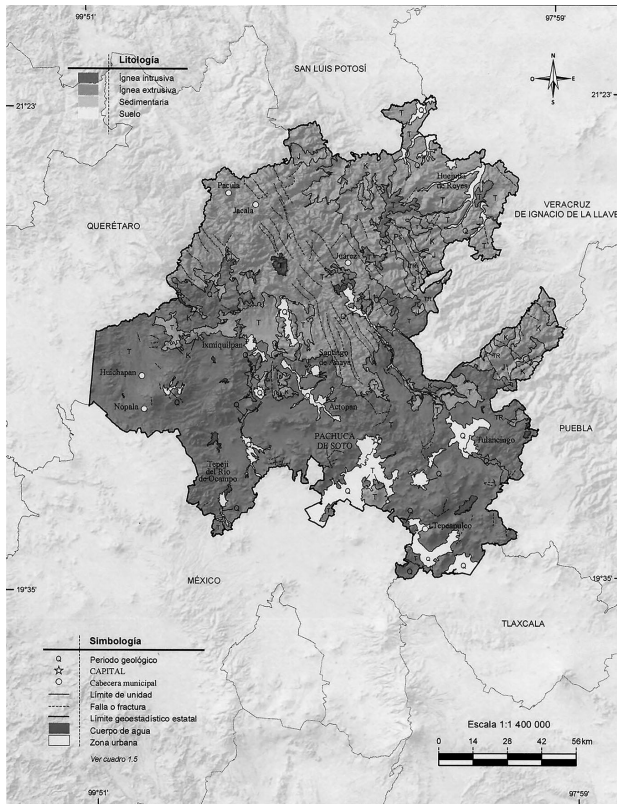 99°51'
97°59'
Litología
Ígnea intrusiva
Ígnea extrusiva
Sedimentaria
Suelo
SAN LUIS POTOSÍ
N
O
E
S
21°23'
21°23'
Pacula
Jacala
Huejutla
de Reyes
QUERÉTARO
VERACRUZ
DE IGNACIO DE LA LLAVE
Juárez
Ixmiquilpan
Santiago
de Anaya
Huichapan
Nopala
Actopan
PACHUCA
DE SOTO
Tulancingo
PUEBLA
Tepeji
del Río
de Ocampo
Tepeapulco
19°35'
19°35'
MÉXICO
TLAXCALA
Simbología
Q Periodo geológico
CAPITAL
Cabecera municipal
Límite de unidad
Falla o fractura
Límite geoestadístico estatal
Cuerpo de agua
Zona urbana
Ver cuadro 1.5
Escala 1:1 400 000
0 14 28 42 56 km
99°51'
97°59'